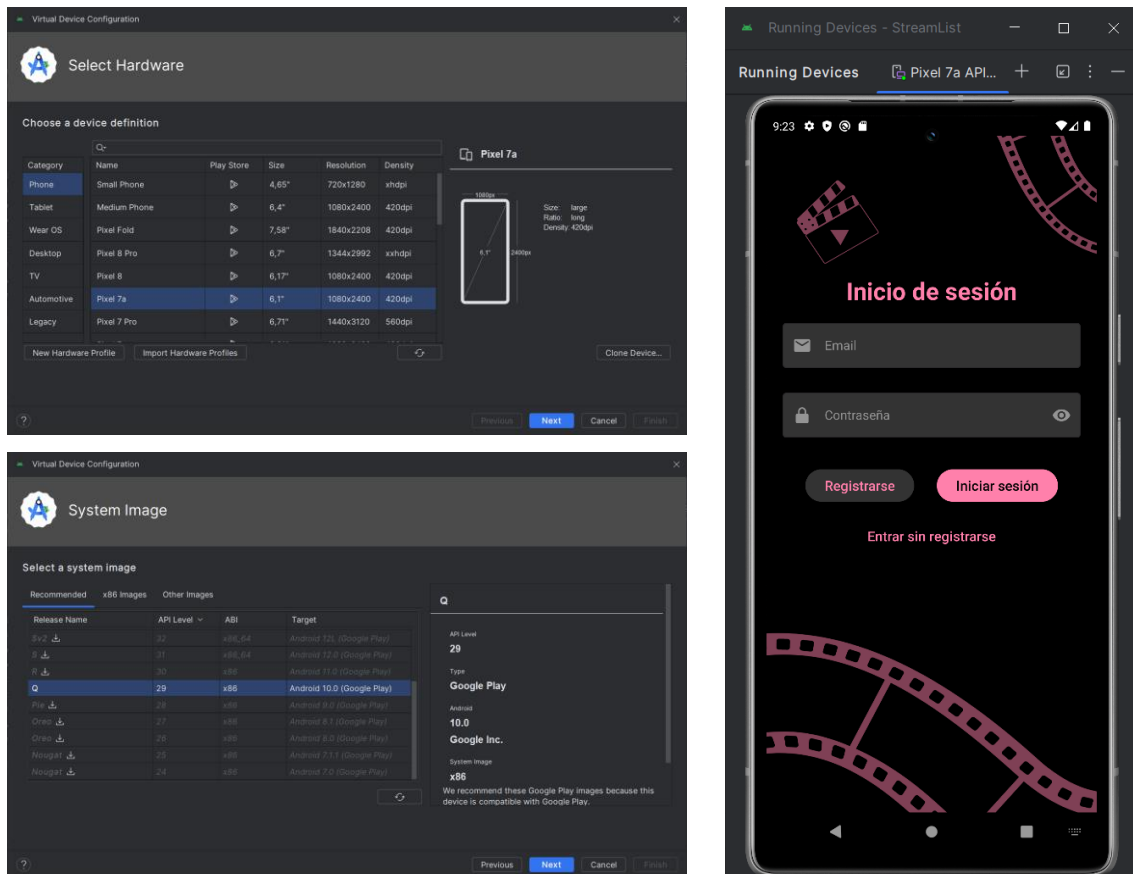 Virtual Device Configuration
Select Hardware
Choose a device definition
Category Name Play Store Size Resolution Density
Phone Small Phone 4,65" 720x1280 xhdpi
Tablet Medium Phone 6,4" 1080x2400 420dpi
Wear OS Pixel Fold 7,58" 1840x2208 420dpi
Desktop Pixel 8 Pro 6,7" 1344x2992 xxhdpi
TV Pixel 8 6,17" 1080x2400 420dpi
Automotive Pixel 7a 6,1" 1080x2400 420dpi
Legacy Pixel 7 Pro 6,71" 1440x3120 560dpi
New Hardware Profile Import Hardware Profiles
Pixel 7a
1080px
6,1" 2400px
Size: large
Ratio: long
Density: 420dpi
Clone Device...
? Previous Next Cancel Finish
Virtual Device Configuration
System Image
Select a system image
Recommended x86 Images Other Images
Release Name API Level ABI Target
Sv2 32 x86_64 Android 12L (Google Play)
S 31 x86_64 Android 12.0 (Google Play)
R 30 x86 Android 11.0 (Google Play)
Q 29 x86 Android 10.0 (Google Play)
Pie 28 x86 Android 9.0 (Google Play)
Oreo 27 x86 Android 8.1 (Google Play)
Oreo 26 x86 Android 8.0 (Google Play)
Nougat 25 x86 Android 7.1.1 (Google Play)
Nougat 24 x86 Android 7.0 (Google Play)
Q
API Level
29
Type
Google Play
Android
10.0
Google Inc.
System Image
x86
We recommend these Google Play images because this
device is compatible with Google Play.
? Previous Next Cancel Finish
Running Devices - StreamList
Running Devices Pixel 7a API...
9:23
Inicio de sesión
Email
Contraseña
Registrarse Iniciar sesión
Entrar sin registrarse